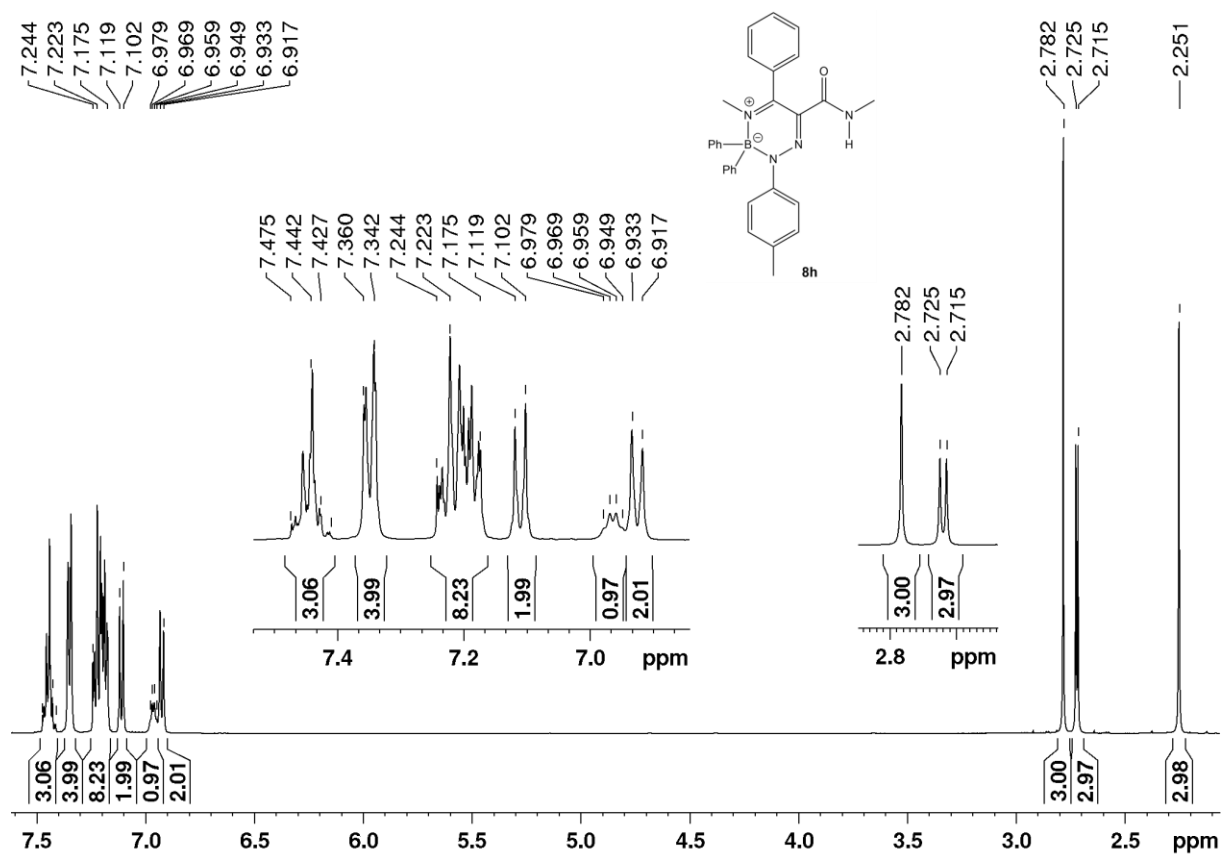 7.244
7.223
7.175
7.119
7.102
6.979
6.969
6.959
6.949
6.933
6.917
2.782
2.725
2.715
2.251
O
N
⊕
N
H
B
⊖
N
N
Ph
Ph
8h
7.475
7.442
7.427
7.360
7.342
7.244
7.223
7.175
7.119
7.102
6.979
6.969
6.959
6.949
6.933
6.917
2.782
2.725
2.715
3.06 3.99 8.23 1.99 0.97 2.01
7.4 7.2 7.0 ppm
3.00 2.97
2.8 ppm
3.06 3.99 8.23 1.99 0.97 2.01 3.00 2.97 2.98
7.5 7.0 6.5 6.0 5.5 5.0 4.5 4.0 3.5 3.0 2.5 ppm